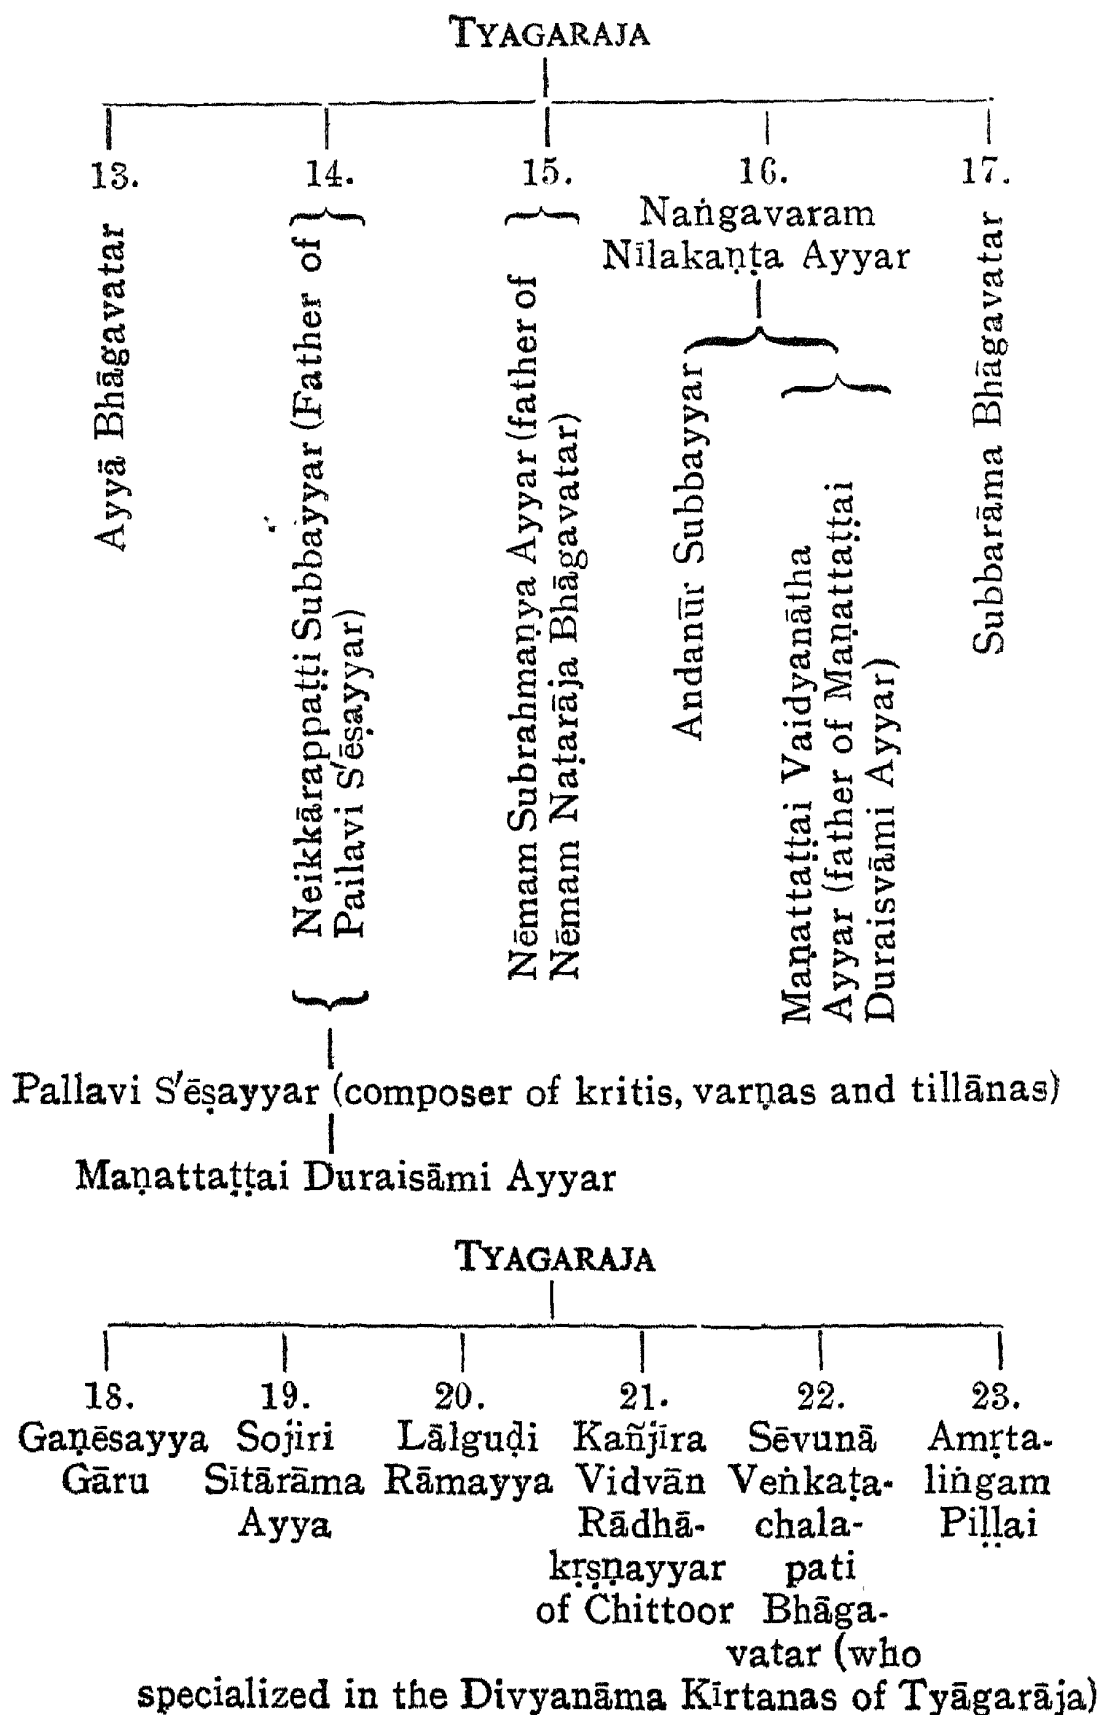 TYAGARAJA
13.
14.
15.
16.
17.
Ayyā Bhāgavatar
Neikkārappaṭṭi Subbayyar (Father of
Pailavi S'ēṣayyar)
Nēmam Subrahmaṇya Ayyar (father of
Nēmam Naṭarāja Bhāgavatar)
Naṅgavaram
Nīlakaṇṭa Ayyar
Andanūr Subbayyar
Maṇattaṭṭai Vaidyanātha
Ayyar (father of Maṇattaṭṭai
Duraisvāmi Ayyar)
Subbarāma Bhāgavatar
Pallavi S'ēṣayyar (composer of kritis, varṇas and tillānas)
Maṇattaṭṭai Duraisāmi Ayyar
TYAGARAJA
18.
Gaṇēsayya
Gāru
19.
Sojiri
Sītārāma
Ayya
20.
Lālguḍi
Rāmayya
21.
Kañjīra
Vidvān
Rādhā-
kṛṣṇayyar
of Chittoor
22.
Sēvunā
Veṅkaṭa-
chala-
pati
Bhāga-
vatar (who
specialized in the Divyanāma Kīrtanas of Tyāgarāja)
23.
Amṛta-
liṅgam
Piḷḷai